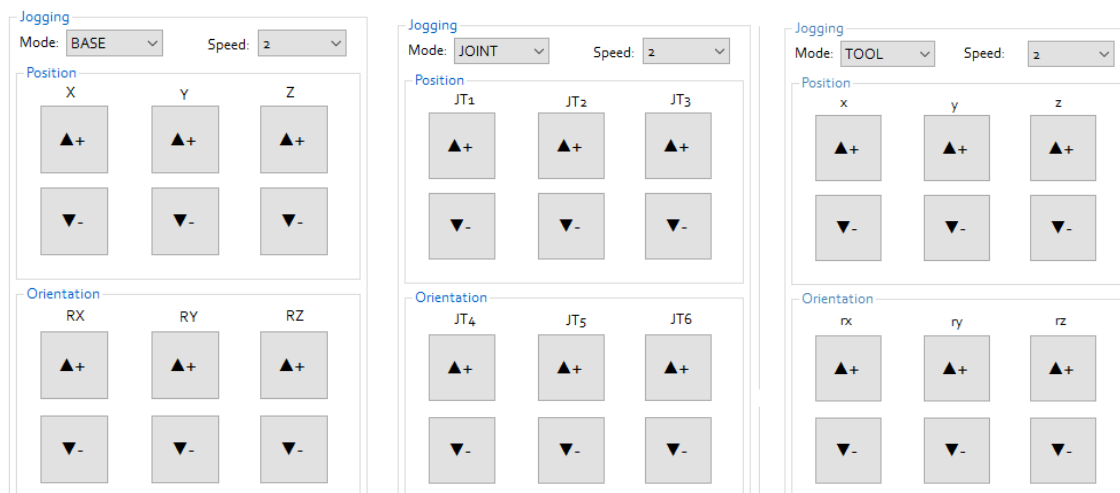 Jogging
Mode: BASE Speed: 2
Position
X Y Z
▲+ ▲+ ▲+
▼- ▼- ▼-
Orientation
RX RY RZ
▲+ ▲+ ▲+
▼- ▼- ▼-
Jogging
Mode: JOINT Speed: 2
Position
JT1 JT2 JT3
▲+ ▲+ ▲+
▼- ▼- ▼-
Orientation
JT4 JT5 JT6
▲+ ▲+ ▲+
▼- ▼- ▼-
Jogging
Mode: TOOL Speed: 2
Position
x y z
▲+ ▲+ ▲+
▼- ▼- ▼-
Orientation
rx ry rz
▲+ ▲+ ▲+
▼- ▼- ▼-